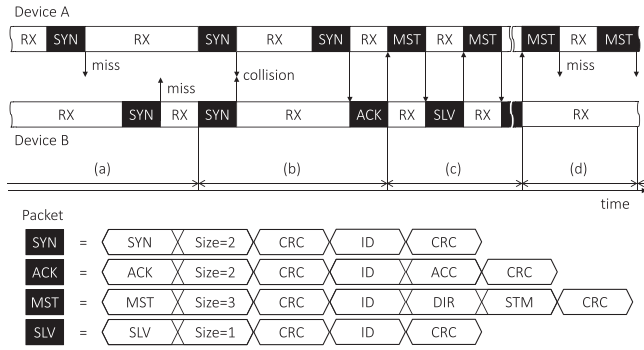 Device A
RX SYN RX SYN RX SYN RX MST RX MST MST RX MST
miss miss collision miss
RX SYN RX SYN RX ACK RX SLV RX RX
Device B
(a) (b) (c) (d)
time
Packet
SYN = SYN Size=2 CRC ID CRC
ACK = ACK Size=2 CRC ID ACC CRC
MST = MST Size=3 CRC ID DIR STM CRC
SLV = SLV Size=1 CRC ID CRC